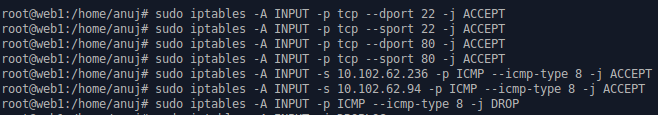 root@web1:/home/anuj# sudo iptables -A INPUT -p tcp --dport 22 -j ACCEPT
root@web1:/home/anuj# sudo iptables -A INPUT -p tcp --sport 22 -j ACCEPT
root@web1:/home/anuj# sudo iptables -A INPUT -p tcp --dport 80 -j ACCEPT
root@web1:/home/anuj# sudo iptables -A INPUT -p tcp --sport 80 -j ACCEPT
root@web1:/home/anuj# sudo iptables -A INPUT -s 10.102.62.236 -p ICMP --icmp-type 8 -j ACCEPT
root@web1:/home/anuj# sudo iptables -A INPUT -s 10.102.62.94 -p ICMP --icmp-type 8 -j ACCEPT
root@web1:/home/anuj# sudo iptables -A INPUT -p ICMP --icmp-type 8 -j DROP